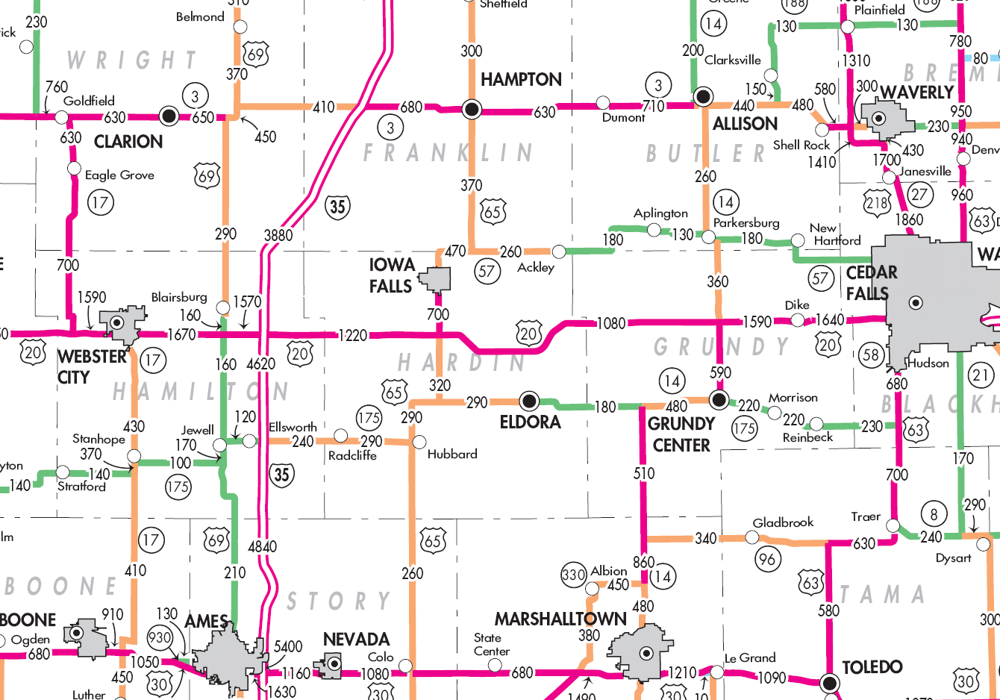 230
Belmond
Sheffield
14
130
Plainfield
130
780
WRIGHT
69
300
200
Clarksville
1310
80
370
HAMPTON
BREM
760
Goldfield
3
3
150
580
300
WAVERLY
630
650
410
680
630
Dumont
710
440
480
950
CLARION
450
3
ALLISON
230
630
Shell Rock
940
Eagle Grove
69
FRANKLIN
BUTLER
1410
430
Denv
1700
Janesville
17
35
370
260
218
27
960
65
14
Aplington
Parkersburg
New
Hartford
1860
63
290
3880
180
130
180
700
IOWA
FALLS
470
260
57
Ackley
360
57
CEDAR
FALLS
WA
1590
Blairsburg
160
1570
700
Dike
1670
1220
20
1080
1590
1640
20
WEBSTER
CITY
17
20
20
GRUNDY
58
Hudson
160
4620
HARDIN
590
680
21
HAMILTON
65
320
14
BLACKH
290
290
ELDORA
180
480
220
Morrison
175
430
120
Jewell
170
Ellsworth
240
175
290
Radcliffe
Hubbard
GRUNDY
CENTER
175
220
Reinbeck
230
63
Stanhope
370
100
yton
140
140
Stratford
175
35
510
700
170
290
17
69
4840
65
340
Gladbrook
96
Traer
630
8
240
Dysart
lm
410
210
260
860
14
330
Albion
450
63
BOONE
STORY
TAMA
480
580
300
BOONE
Ogden
910
130
AMES
930
NEVADA
MARSHALLTOWN
380
680
1050
5400
Colo
State
Center
Le Grand
TOLEDO
450
30
1160
1080
680
1210
1090
30
Luther
1630
30
1490
30
10